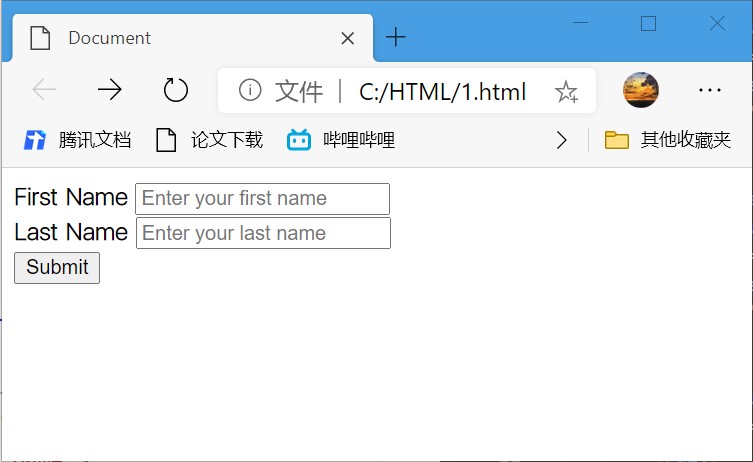 Document
文件 | C:/HTML/1.html
腾讯文档 论文下载 哔哩哔哩 其他收藏夹
First Name Enter your first name
Last Name Enter your last name
Submit